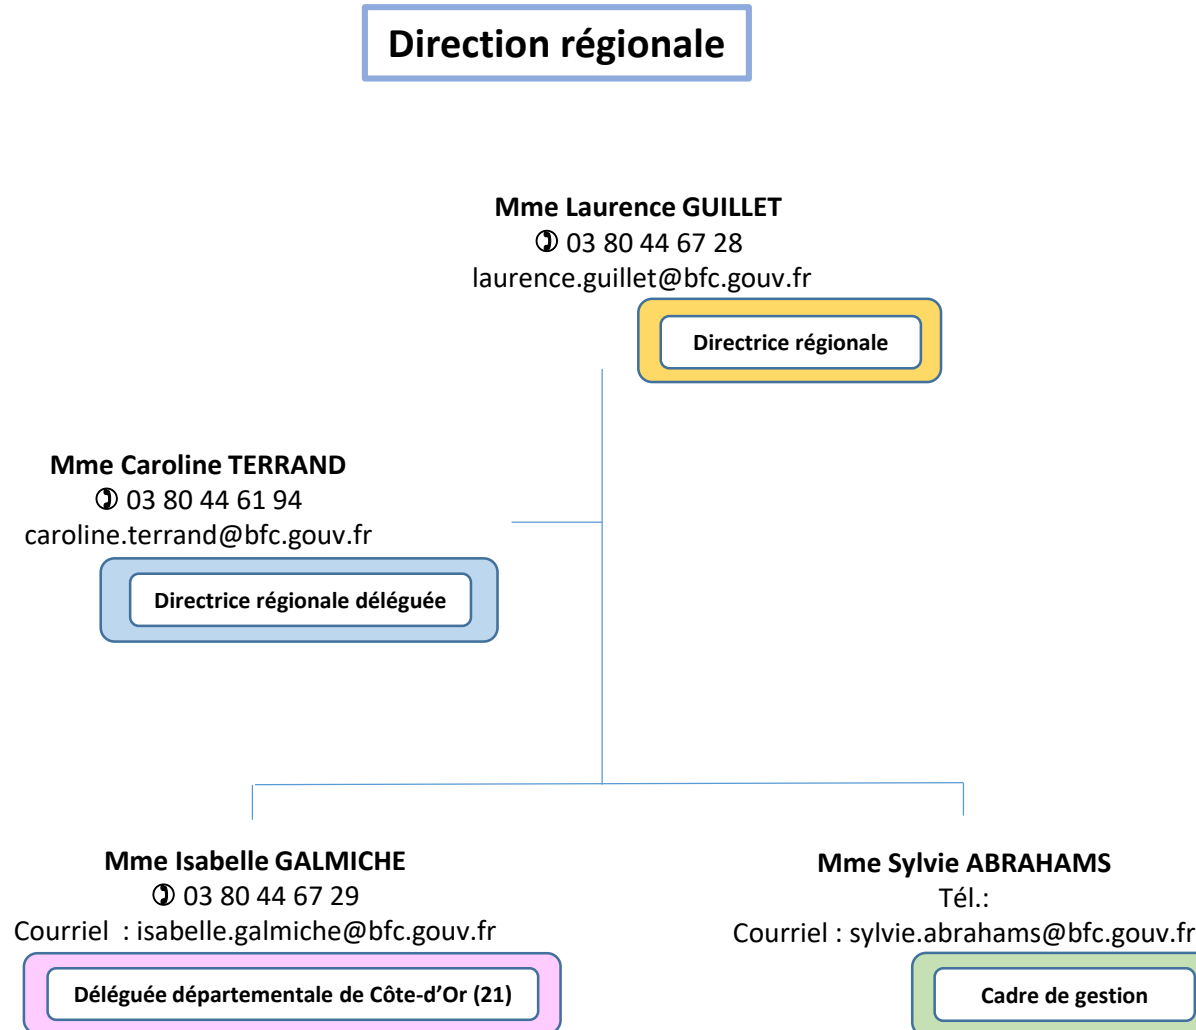 Direction régionale
Mme Laurence GUILLET
✆ 03 80 44 67 28
laurence.guillet@bfc.gouv.fr
Directrice régionale
Mme Caroline TERRAND
✆ 03 80 44 61 94
caroline.terrand@bfc.gouv.fr
Directrice régionale déléguée
Mme Isabelle GALMICHE
✆ 03 80 44 67 29
Courriel : isabelle.galmiche@bfc.gouv.fr
Déléguée départementale de Côte-d’Or (21)
Mme Sylvie ABRAHAMS
Tél.:
Courriel : sylvie.abrahams@bfc.gouv.fr
Cadre de gestion